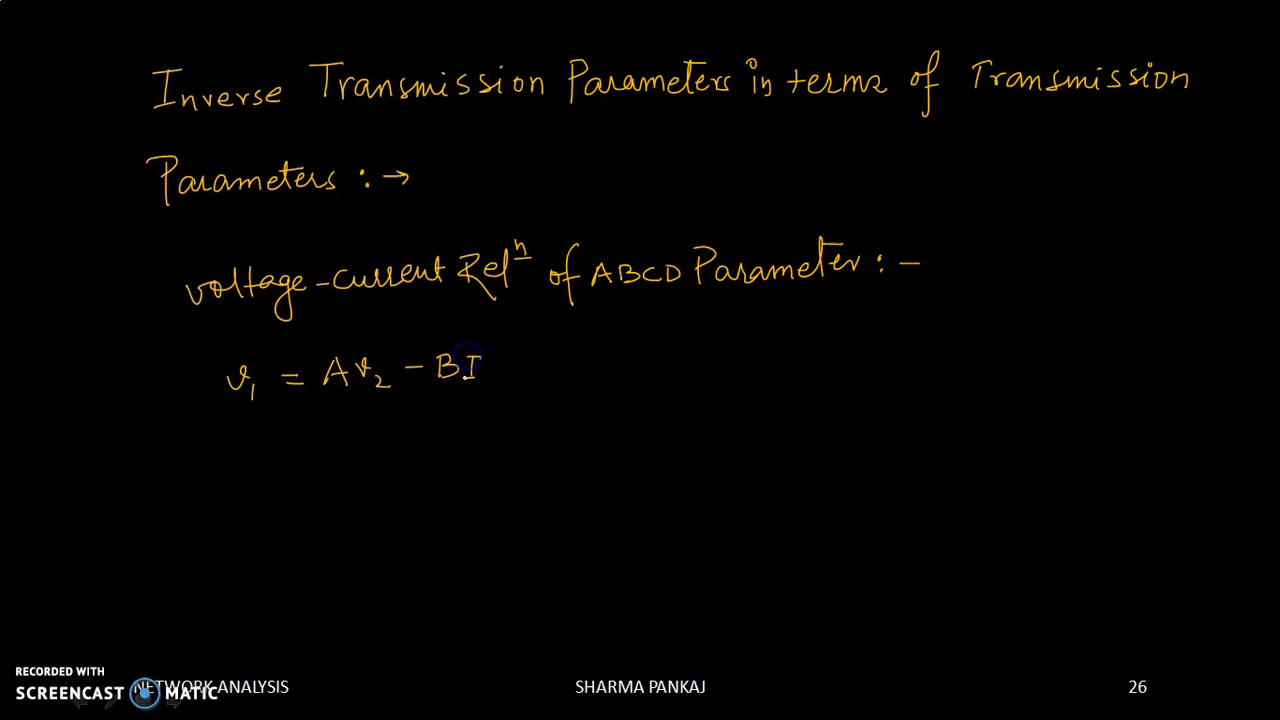 Inverse Transmission Parameters in terms of Transmission
Parameters : →
voltage-current Relⁿ of ABCD Parameter : -
v₁ = Av₂ - BI
RECORDED WITH
SCREENCAST MATIC
NETWORK ANALYSIS
SHARMA PANKAJ
26